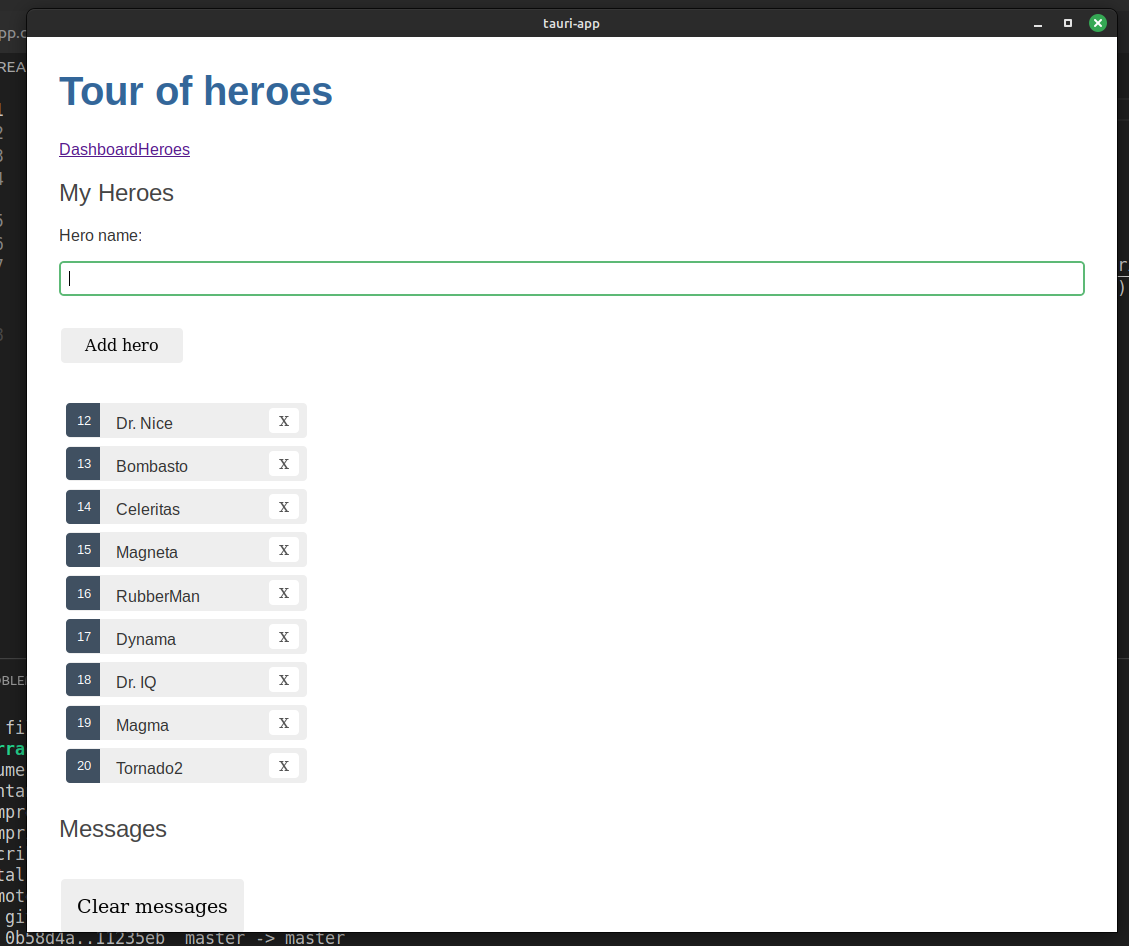 tauri-app
Tour of heroes
DashboardHeroes
My Heroes
Hero name:
Add hero
12 Dr. Nice x
13 Bombasto x
14 Celeritas x
15 Magneta x
16 RubberMan x
17 Dynama x
18 Dr. IQ x
19 Magma x
20 Tornado2 x
Messages
Clear messages
0b58d4a..11235eb master -> master